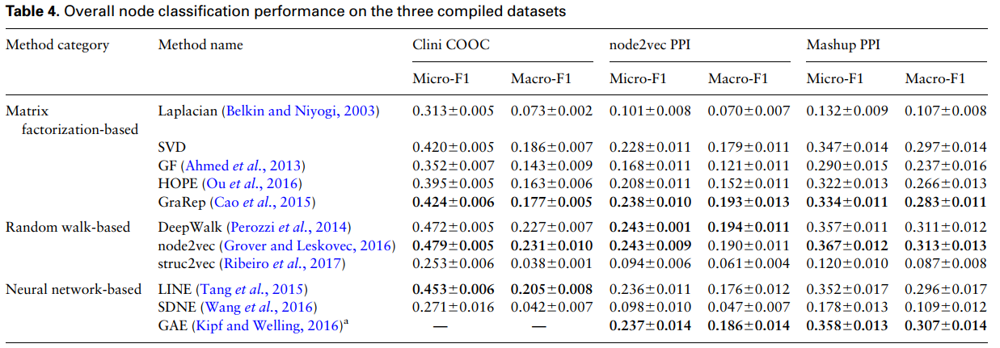 Table 4. Overall node classification performance on the three compiled datasets
Method category Method name Clini COOC node2vec PPI Mashup PPI
Micro-F1 Macro-F1 Micro-F1 Macro-F1 Micro-F1 Macro-F1
Matrix factorization-based Laplacian (Belkin and Niyogi, 2003) 0.313±0.005 0.073±0.002 0.101±0.008 0.070±0.007 0.132±0.009 0.107±0.008
SVD 0.420±0.005 0.186±0.007 0.228±0.011 0.179±0.011 0.347±0.014 0.297±0.014
GF (Ahmed et al., 2013) 0.352±0.007 0.143±0.009 0.168±0.011 0.121±0.011 0.290±0.015 0.237±0.016
HOPE (Ou et al., 2016) 0.395±0.005 0.163±0.006 0.208±0.011 0.152±0.011 0.322±0.013 0.266±0.013
GraRep (Cao et al., 2015) 0.424±0.006 0.177±0.005 0.238±0.010 0.193±0.013 0.334±0.011 0.283±0.011
Random walk-based DeepWalk (Perozzi et al., 2014) 0.472±0.005 0.227±0.007 0.243±0.001 0.194±0.011 0.357±0.011 0.311±0.012
node2vec (Grover and Leskovec, 2016) 0.479±0.005 0.231±0.010 0.243±0.009 0.190±0.011 0.367±0.012 0.313±0.013
struc2vec (Ribeiro et al., 2017) 0.253±0.006 0.038±0.001 0.094±0.006 0.061±0.004 0.120±0.010 0.087±0.008
Neural network-based LINE (Tang et al., 2015) 0.453±0.006 0.205±0.008 0.236±0.011 0.176±0.012 0.352±0.017 0.296±0.017
SDNE (Wang et al., 2016) 0.271±0.016 0.042±0.007 0.098±0.010 0.047±0.007 0.178±0.013 0.109±0.012
GAE (Kipf and Welling, 2016)a — — 0.237±0.014 0.186±0.014 0.358±0.013 0.307±0.014